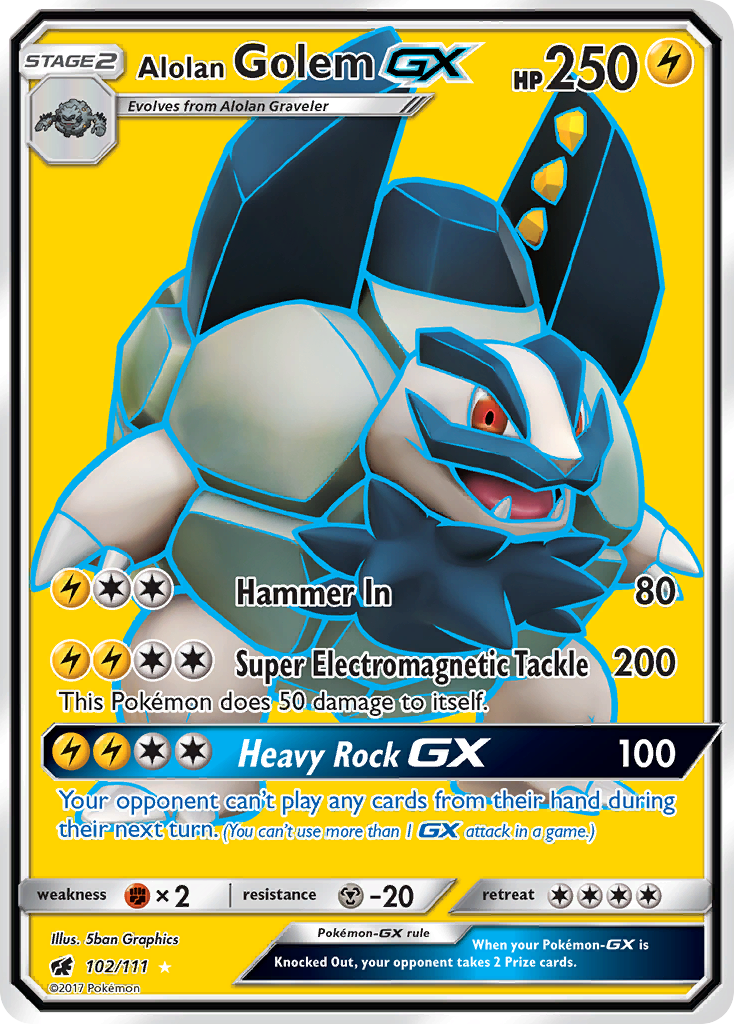 STAGE2
Alolan Golem GX HP 250
Evolves from Alolan Graveler
Hammer In 80
Super Electromagnetic Tackle 200
This Pokémon does 50 damage to itself.
Heavy Rock GX 100
Your opponent can't play any cards from their hand during
their next turn. (You can't use more than 1 GX attack in a game.)
weakness × 2 resistance -20 retreat
Illus. 5ban Graphics
102/111
©2017 Pokémon
Pokémon-GX rule
When your Pokémon-GX is
Knocked Out, your opponent takes 2 Prize cards.